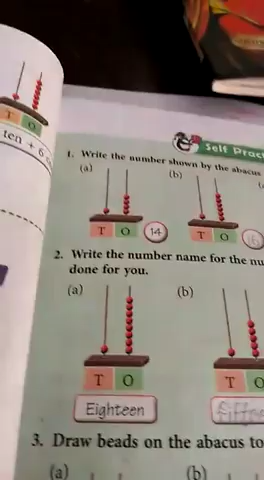 T O
ten + 6
Self Prac
1. Write the number shown by the abacus
(a) (b)
T O 14 T O
2. Write the number name for the nu
done for you.
(a) (b)
T O T O
Eighteen
3. Draw beads on the abacus to
(a) (b)